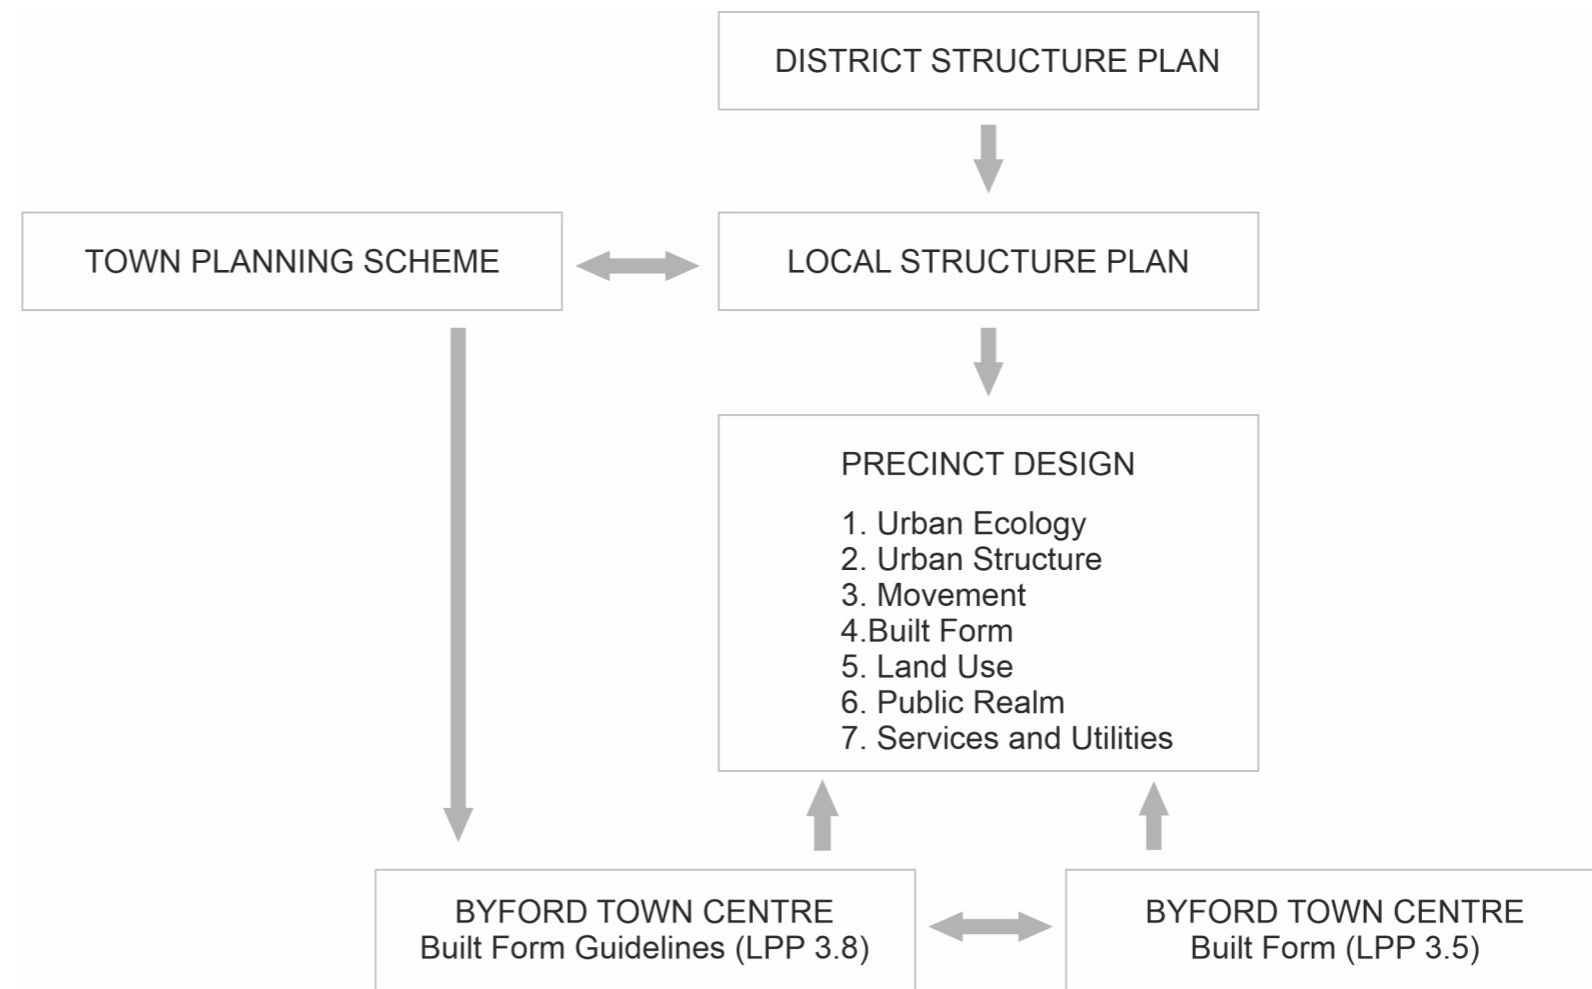 DISTRICT STRUCTURE PLAN
TOWN PLANNING SCHEME
LOCAL STRUCTURE PLAN
PRECINCT DESIGN
1. Urban Ecology
2. Urban Structure
3. Movement
4.Built Form
5. Land Use
6. Public Realm
7. Services and Utilities
BYFORD TOWN CENTRE
Built Form Guidelines (LPP 3.8)
BYFORD TOWN CENTRE
Built Form (LPP 3.5)